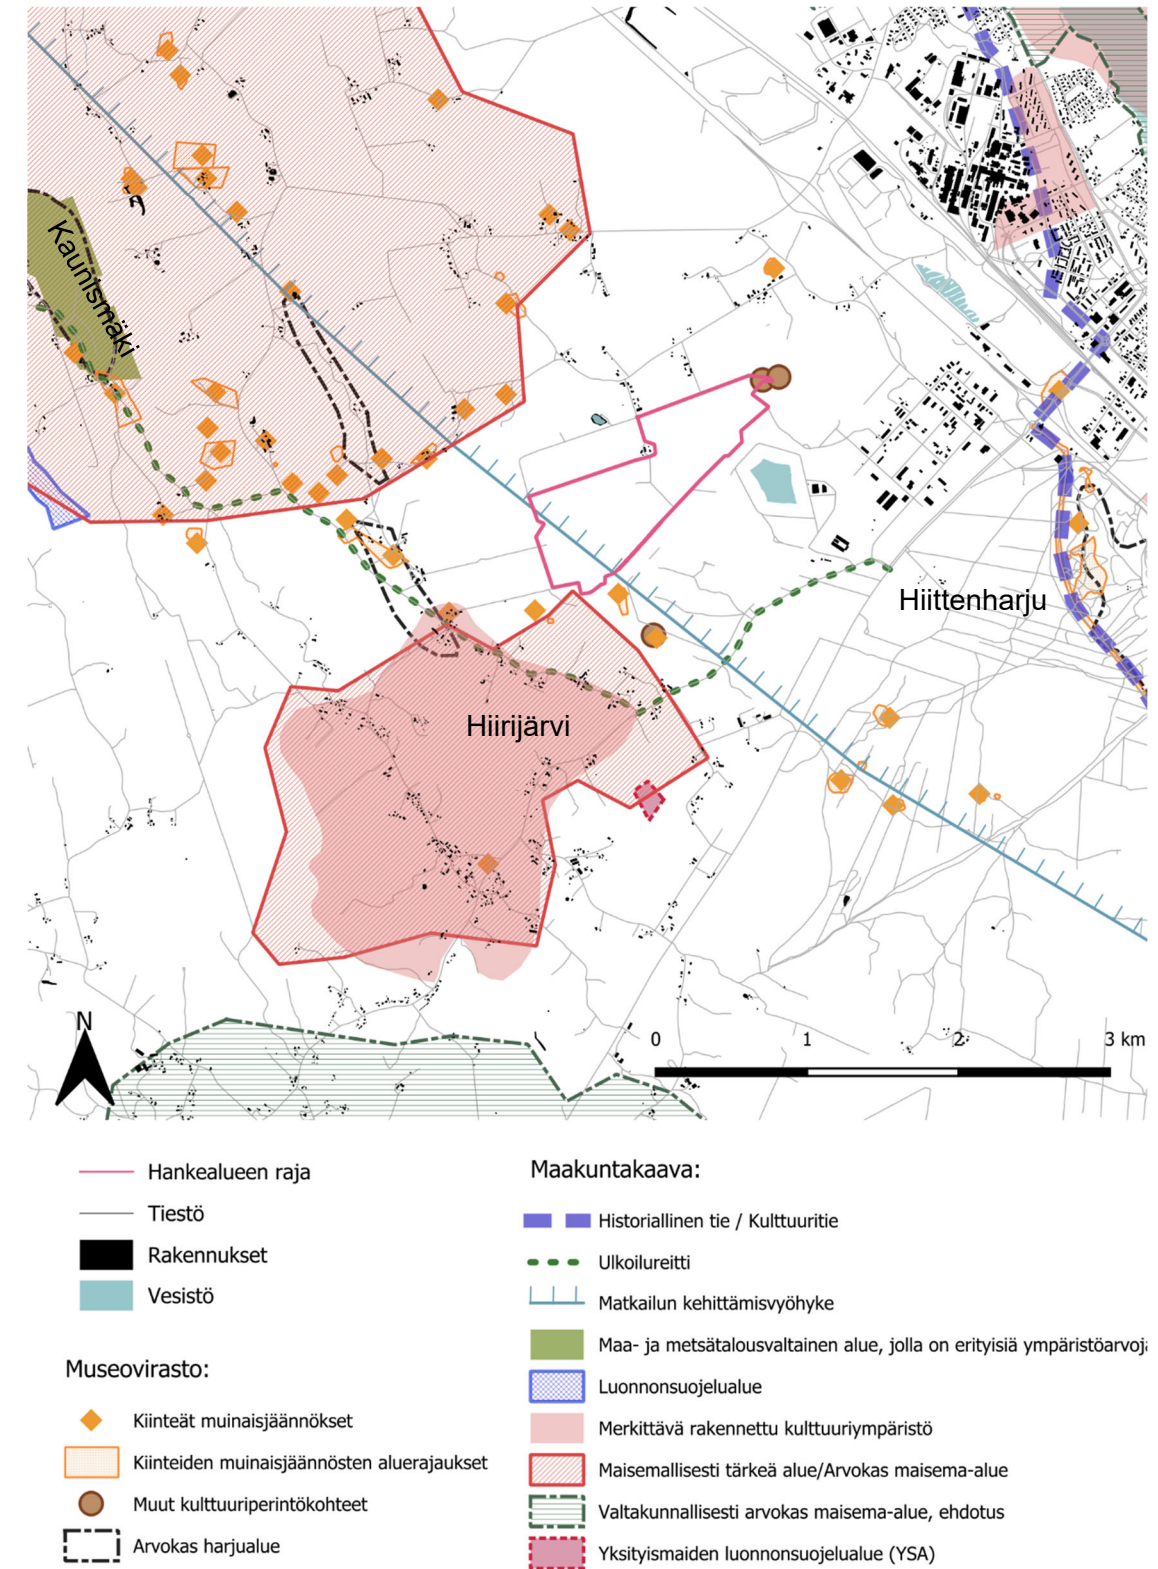 Kaunismäki
Hiittenharju
Hiirijärvi
N
0 1 2 3 km
Hankealueen raja
Tiestö
Rakennukset
Vesistö
Museovirasto:
Kiinteät muinaisjäännökset
Kiinteiden muinaisjäännösten aluerajaukset
Muut kulttuuriperintökohteet
Arvokas harjualue
Maakuntakaava:
Historiallinen tie / Kulttuuritie
Ulkoilureitti
Matkailun kehittämisvyöhyke
Maa- ja metsätalousvaltainen alue, jolla on erityisiä ympäristöarvoja
Luonnonsuojelualue
Merkittävä rakennettu kulttuuriympäristö
Maisemallisesti tärkeä alue/Arvokas maisema-alue
Valtakunnallisesti arvokas maisema-alue, ehdotus
Yksityismaiden luonnonsuojelualue (YSA)